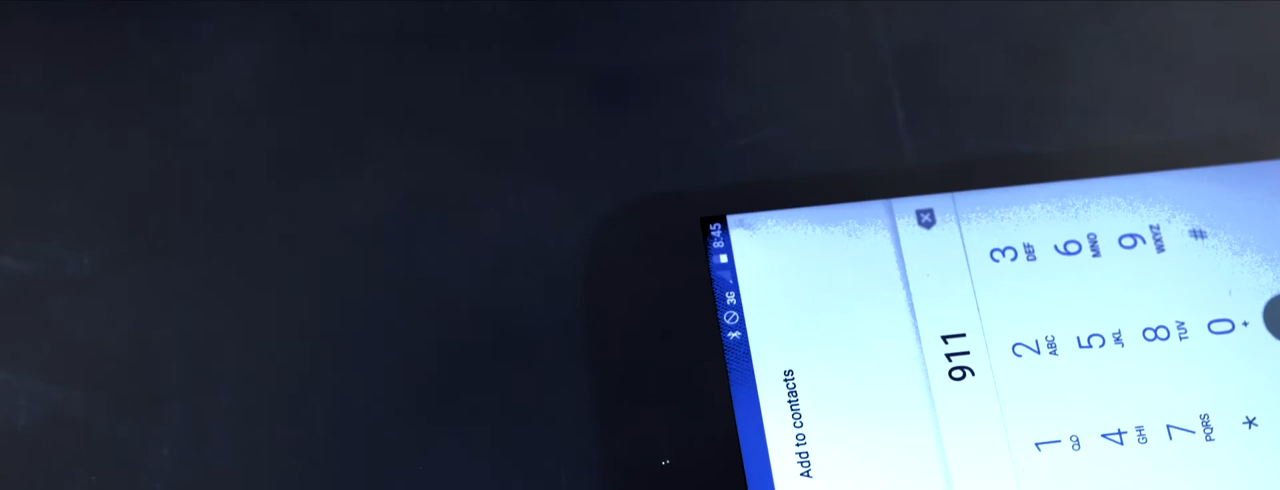 3G 8:45
Add to contacts
911
1 2 ABC 3 DEF
4 GHI 5 JKL 6 MNO
7 PQRS 8 TUV 9 WXYZ
* 0 + #